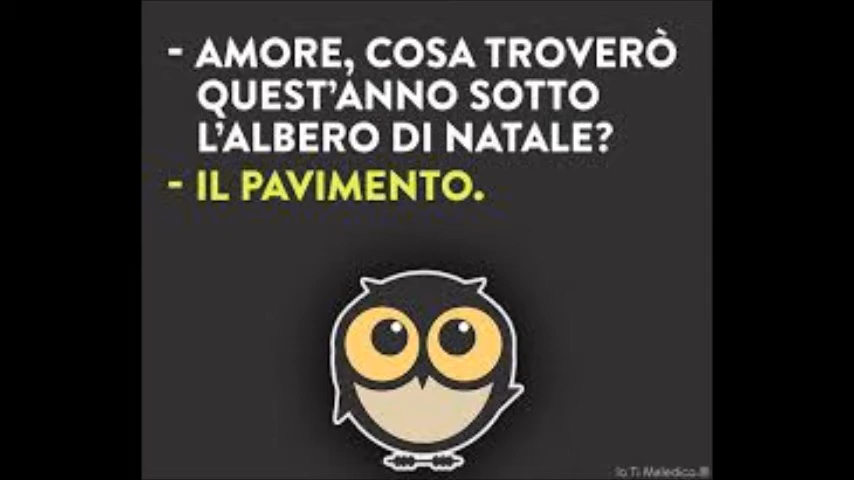 - AMORE, COSA TROVERÒ
QUEST'ANNO SOTTO
L'ALBERO DI NATALE?
- IL PAVIMENTO.
Io Ti Maledico